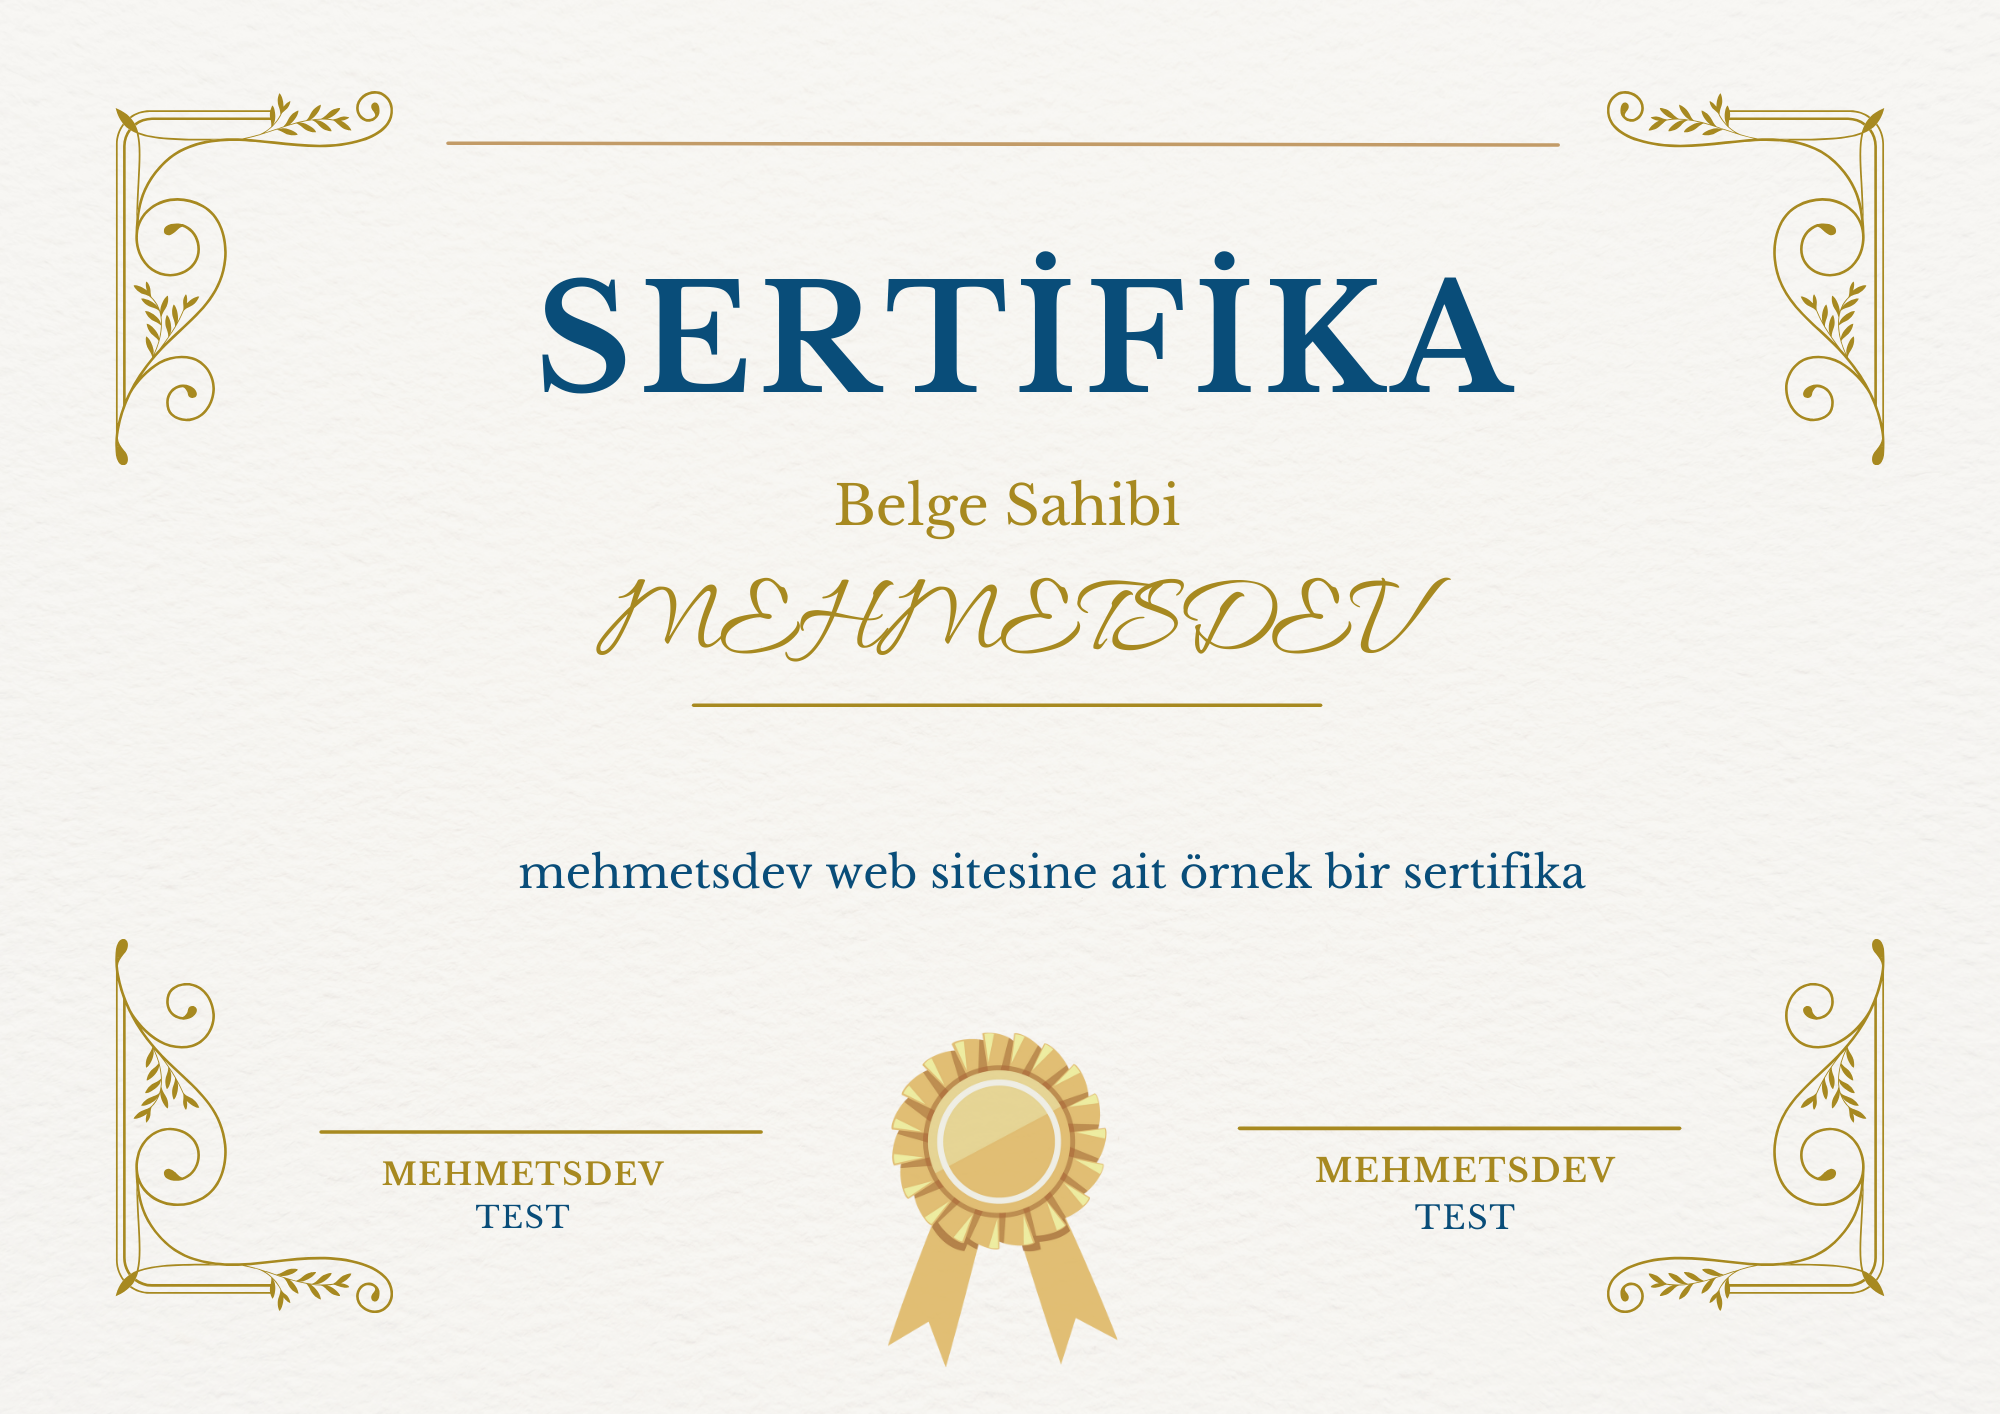 SERTİFİKA
Belge Sahibi
MEHMETSDEV
mehmetsdev web sitesine ait örnek bir sertifika
MEHMETSDEV
TEST
MEHMETSDEV
TEST